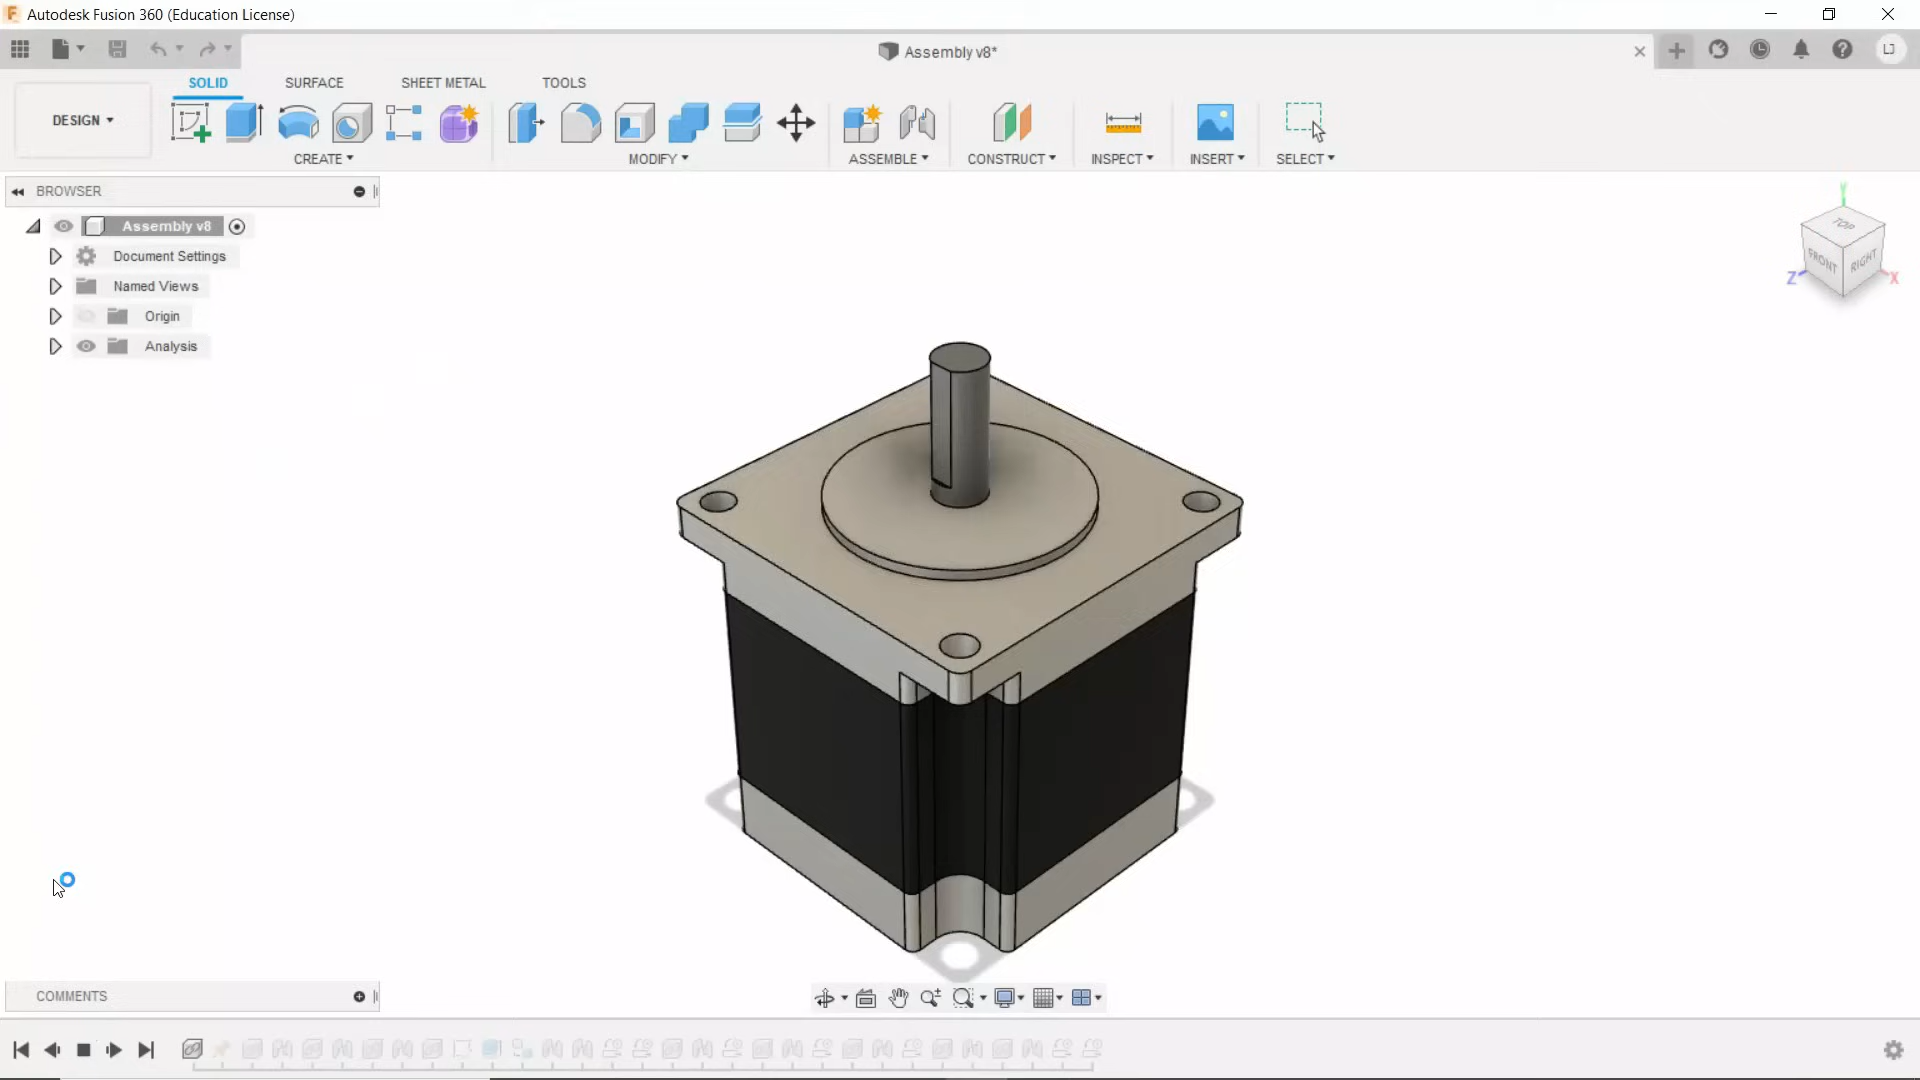 Autodesk Fusion 360 (Education License)
Assembly v8*
LJ
SOLID SURFACE SHEET METAL TOOLS
DESIGN
CREATE MODIFY ASSEMBLE CONSTRUCT INSPECT INSERT SELECT
BROWSER
Assembly v8
Document Settings
Named Views
Origin
Analysis
TOP
FRONT RIGHT
Z X
COMMENTS